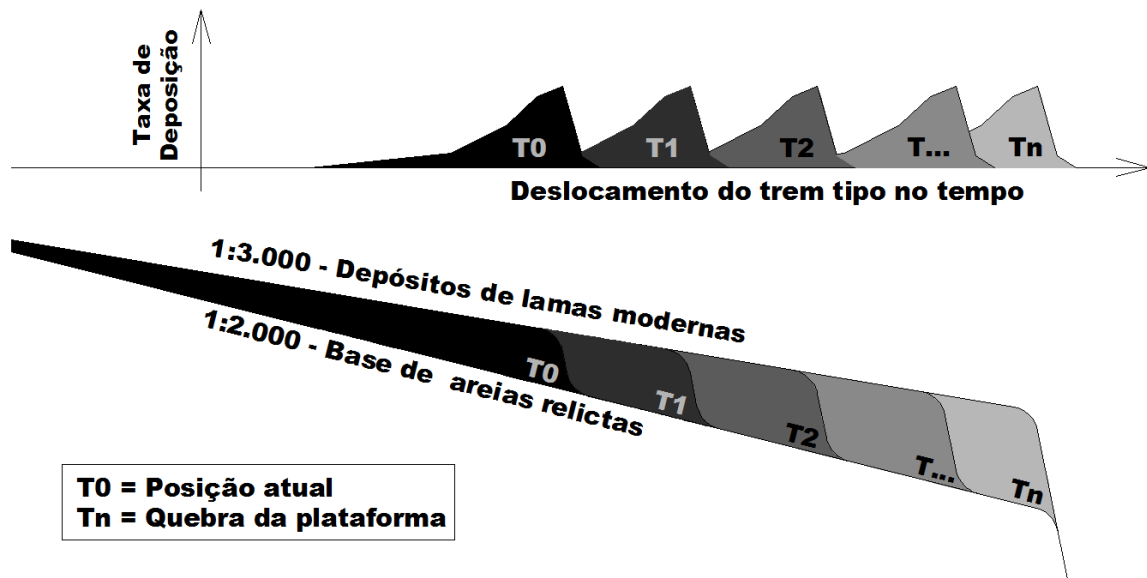 Taxa de
Deposição
T0
T1
T2
T...
Tn
Deslocamento do trem tipo no tempo
1:3.000 - Depósitos de lamas modernas
1:2.000 - Base de areias relictas
T0
T1
T2
T...
Tn
T0 = Posição atual
Tn = Quebra da plataforma